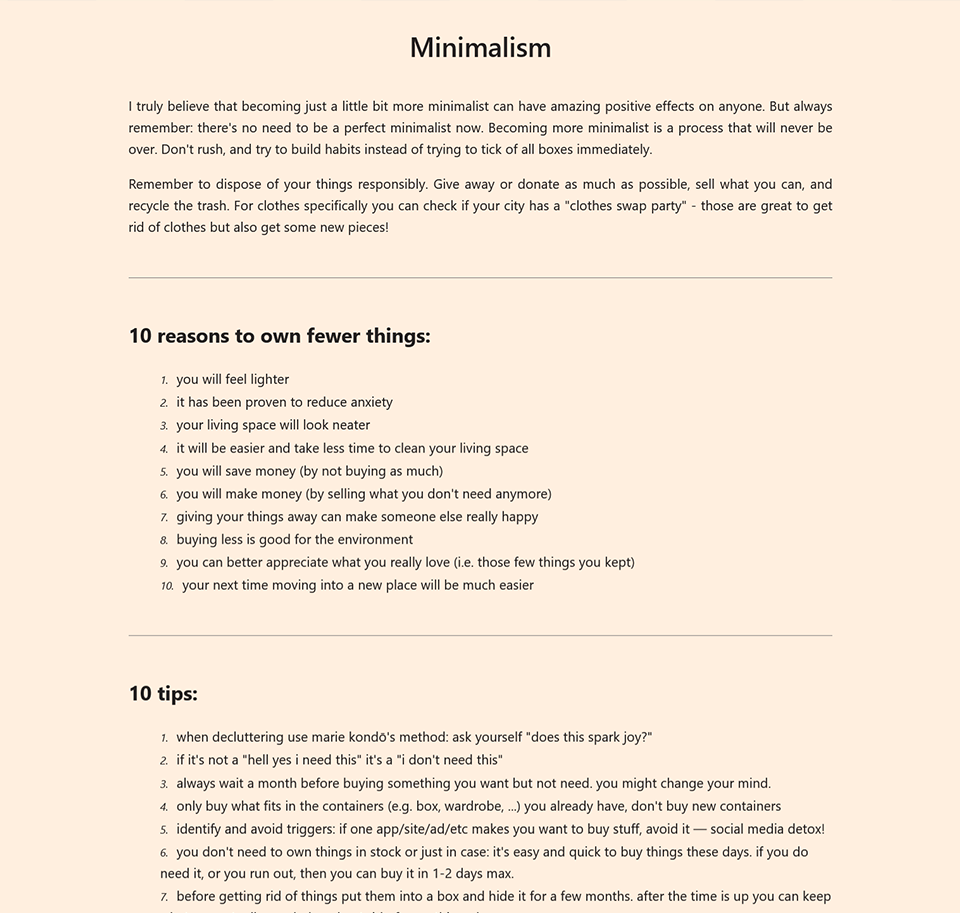 Minimalism
I truly believe that becoming just a little bit more minimalist can have amazing positive effects on anyone. But always
remember: there's no need to be a perfect minimalist now. Becoming more minimalist is a process that will never be
over. Don't rush, and try to build habits instead of trying to tick of all boxes immediately.
Remember to dispose of your things responsibly. Give away or donate as much as possible, sell what you can, and
recycle the trash. For clothes specifically you can check if your city has a "clothes swap party" - those are great to get
rid of clothes but also get some new pieces!
10 reasons to own fewer things:
1. you will feel lighter
2. it has been proven to reduce anxiety
3. your living space will look neater
4. it will be easier and take less time to clean your living space
5. you will save money (by not buying as much)
6. you will make money (by selling what you don't need anymore)
7. giving your things away can make someone else really happy
8. buying less is good for the environment
9. you can better appreciate what you really love (i.e. those few things you kept)
10. your next time moving into a new place will be much easier
10 tips:
1. when decluttering use marie kondō's method: ask yourself "does this spark joy?"
2. if it's not a "hell yes i need this" it's a "i don't need this"
3. always wait a month before buying something you want but not need. you might change your mind.
4. only buy what fits in the containers (e.g. box, wardrobe, ...) you already have, don't buy new containers
5. identify and avoid triggers: if one app/site/ad/etc makes you want to buy stuff, avoid it — social media detox!
6. you don't need to own things in stock or just in case: it's easy and quick to buy things these days. if you do
need it, or you run out, then you can buy it in 1-2 days max.
7. before getting rid of things put them into a box and hide it for a few months. after the time is up you can keep